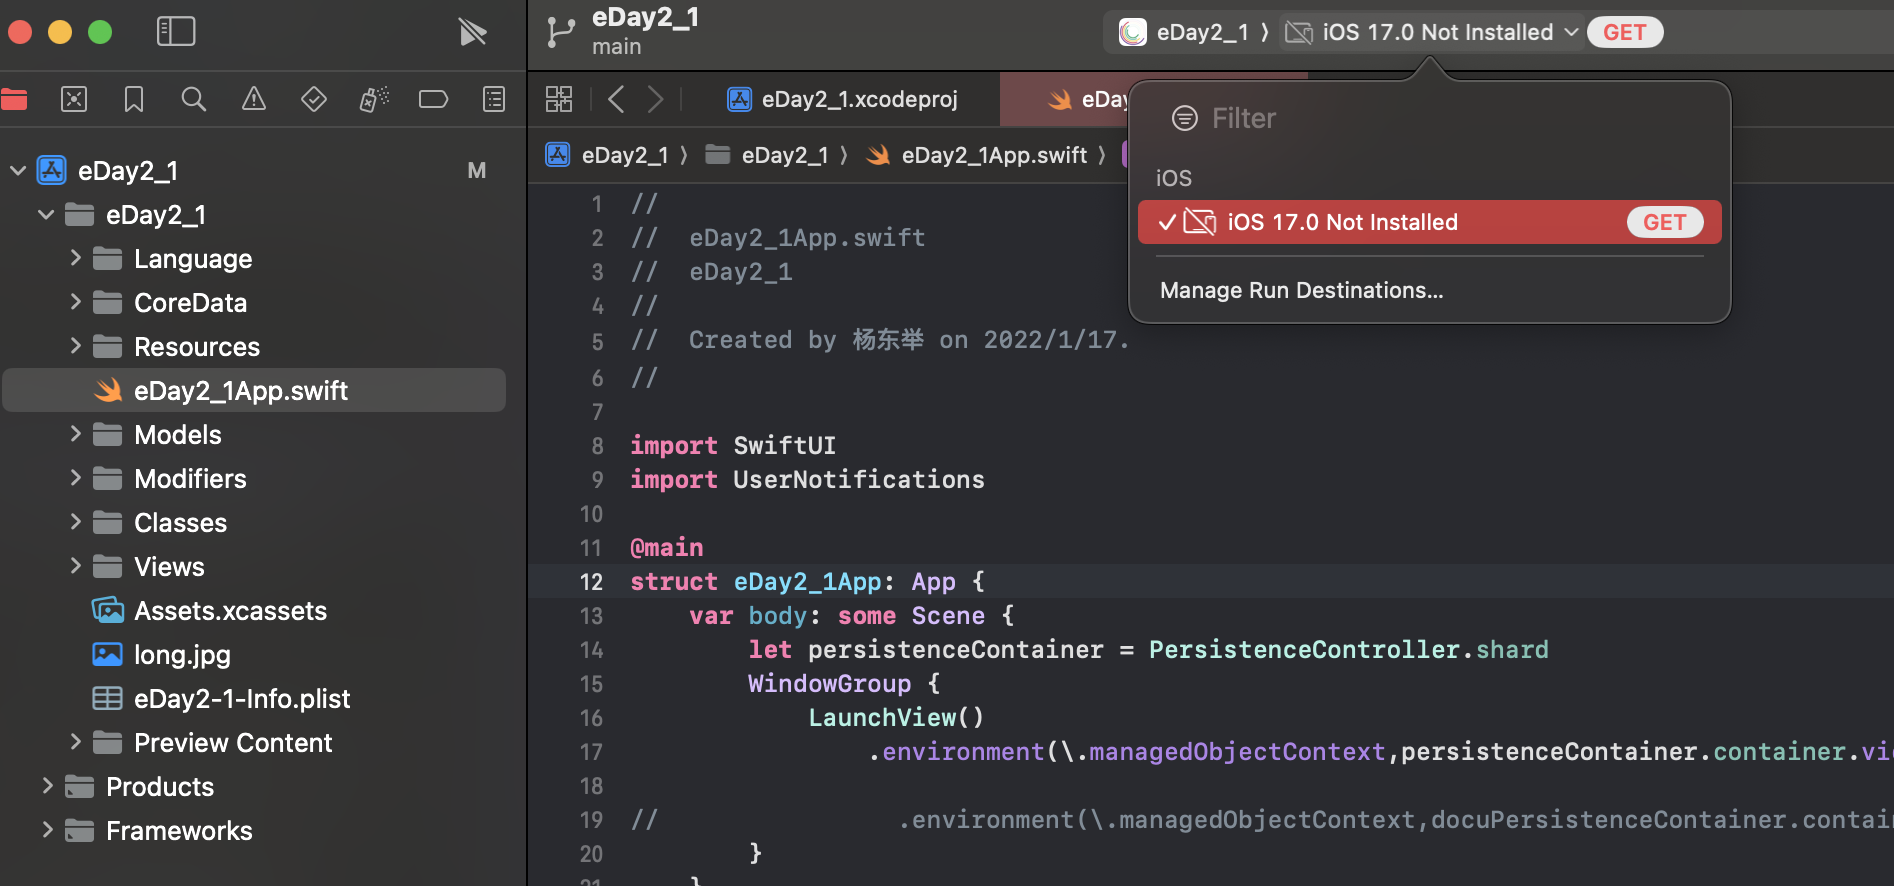 eDay2_1
main
eDay2_1 ⟩ iOS 17.0 Not Installed GET
eDay2_1.xcodeproj
Filter
iOS
✓ iOS 17.0 Not Installed GET
Manage Run Destinations...
eDay2_1 ⟩ eDay2_1 ⟩ eDay2_1App.swift ⟩
eDay2_1 M
eDay2_1
Language
CoreData
Resources
eDay2_1App.swift
Models
Modifiers
Classes
Views
Assets.xcassets
long.jpg
eDay2-1-Info.plist
Preview Content
Products
Frameworks
1 //
2 //  eDay2_1App.swift
3 //  eDay2_1
4 //
5 //  Created by 杨东举 on 2022/1/17.
6 //
7
8 import SwiftUI
9 import UserNotifications
10
11 @main
12 struct eDay2_1App: App {
13     var body: some Scene {
14         let persistenceContainer = PersistenceController.shard
15         WindowGroup {
16             LaunchView()
17                 .environment(\.managedObjectContext,persistenceContainer.container.vi
18
19 //                .environment(\.managedObjectContext,docuPersistenceContainer.contai
20         }